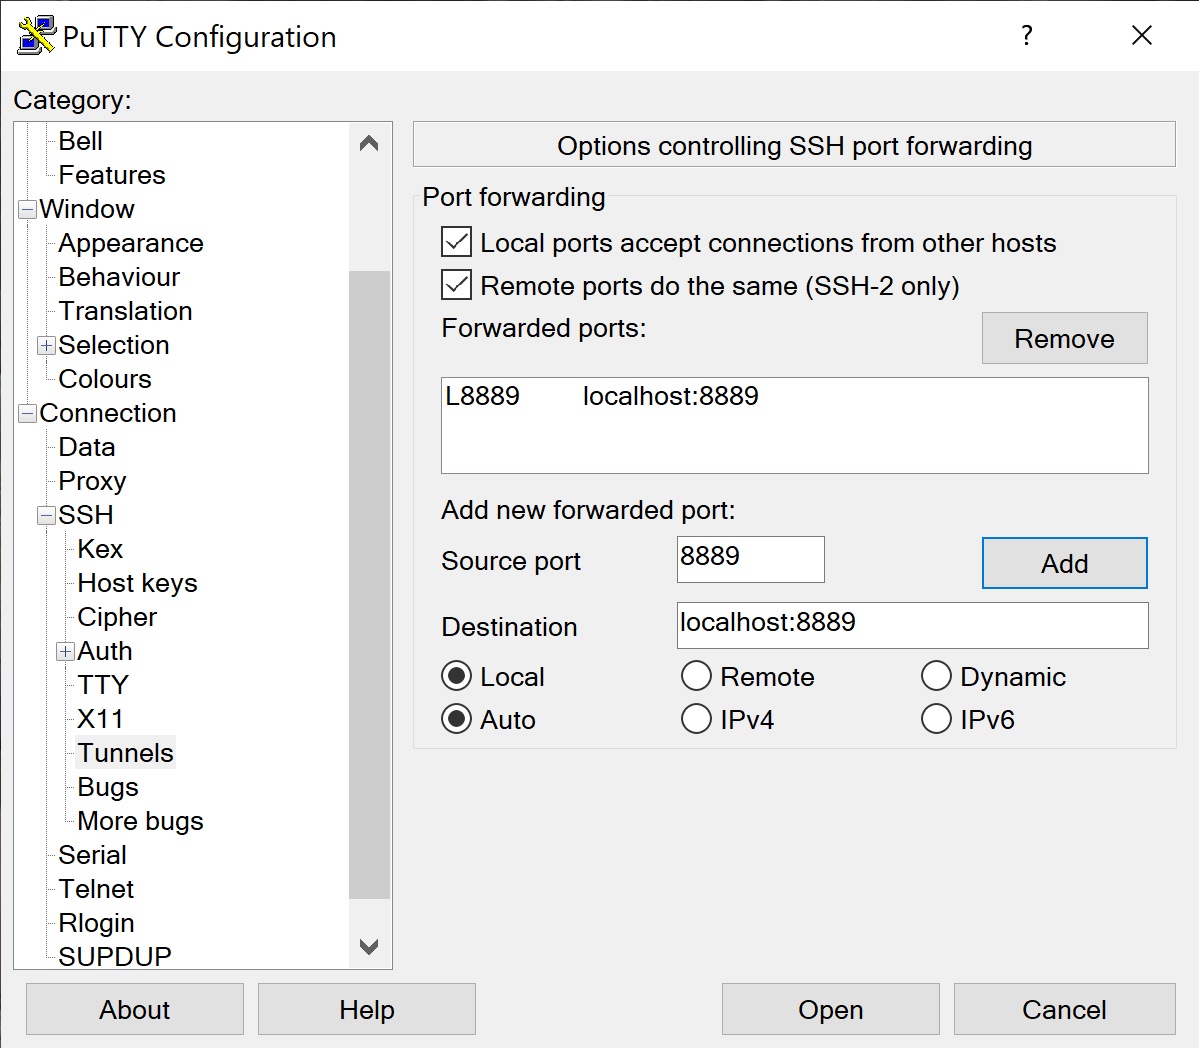 PuTTY Configuration
?
Category:
Bell
Features
Window
Appearance
Behaviour
Translation
Selection
Colours
Connection
Data
Proxy
SSH
Kex
Host keys
Cipher
Auth
TTY
X11
Tunnels
Bugs
More bugs
Serial
Telnet
Rlogin
SUPDUP
Options controlling SSH port forwarding
Port forwarding
Local ports accept connections from other hosts
Remote ports do the same (SSH-2 only)
Forwarded ports:
Remove
L8889 localhost:8889
Add new forwarded port:
Source port 8889 Add
Destination localhost:8889
Local Remote Dynamic
Auto IPv4 IPv6
About Help Open Cancel